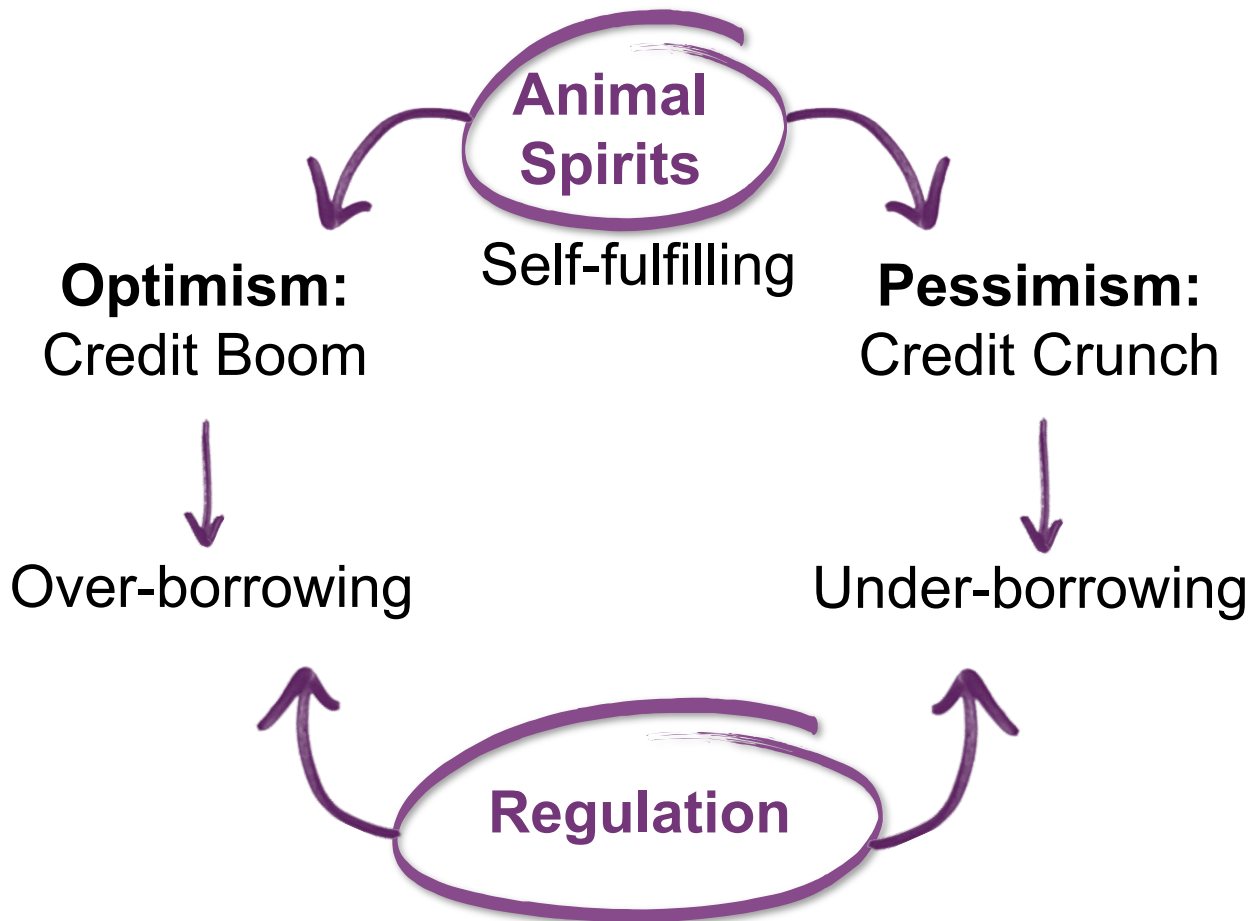 Animal
Spirits
Self-fulfilling
Optimism:
Credit Boom
Pessimism:
Credit Crunch
Over-borrowing
Under-borrowing
Regulation